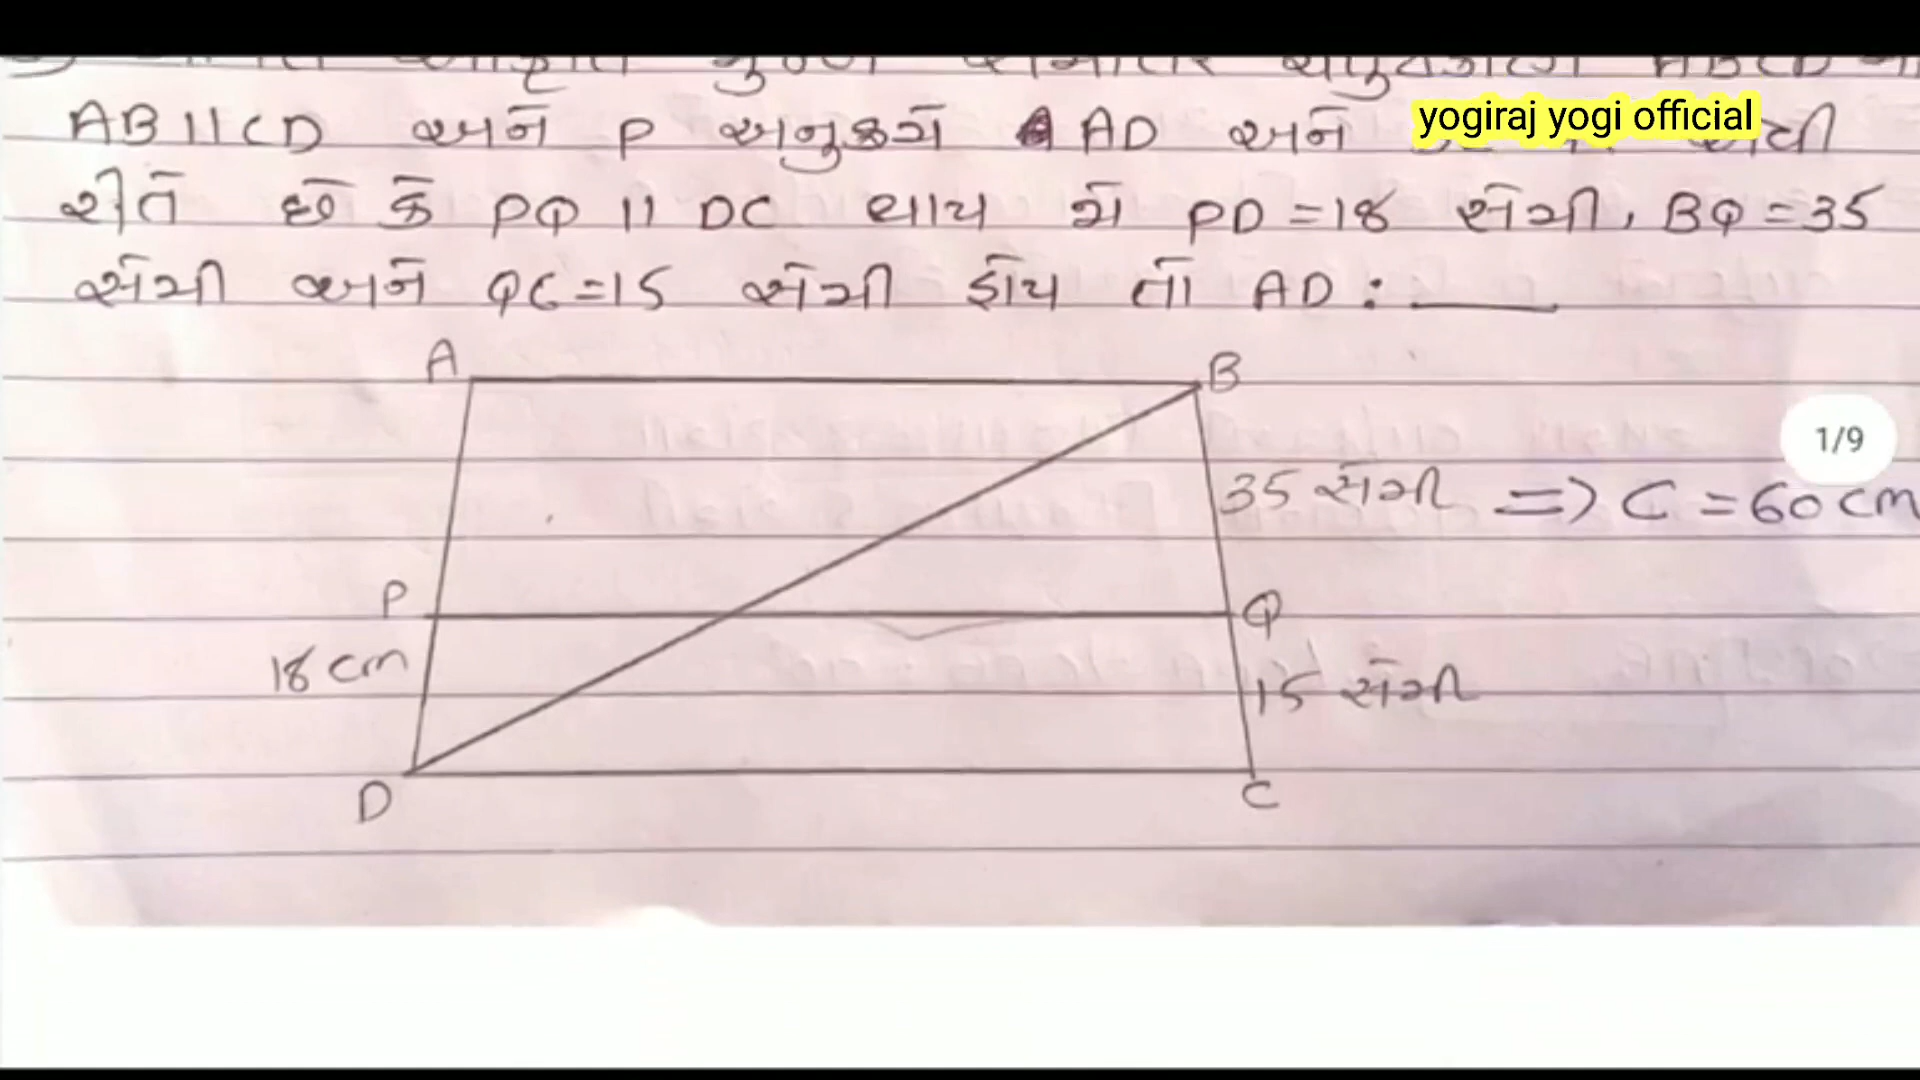 AB॥CD અને P અનુક્રમે AD અને
yogiraj yogi official
રીતે છે કે PQ ॥ DC થાય જો PD =18 સેમી, BQ =35
સેમી અને QC=15 સેમી હોય તો AD : ____
A
B
1/9
35 સેમી => C = 60 cm
P
Q
18 cm
15 સેમી
D
C